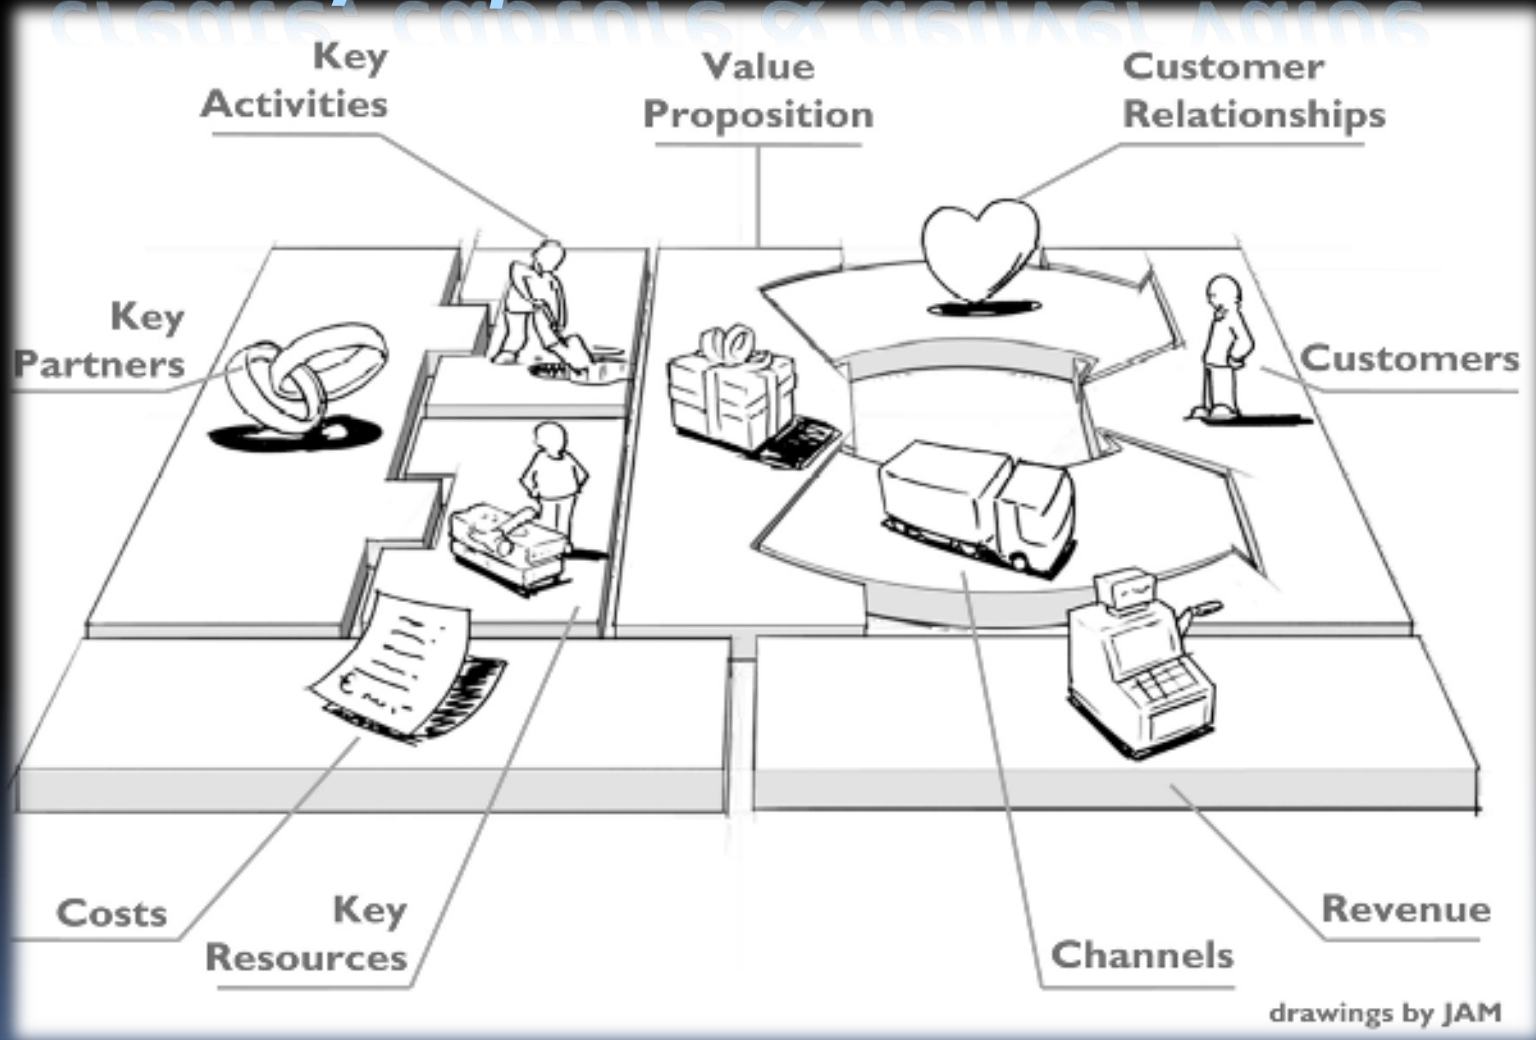 Key
Activities
Value
Proposition
Customer
Relationships
Key
Partners
Customers
Costs
Key
Resources
Channels
Revenue
drawings by JAM